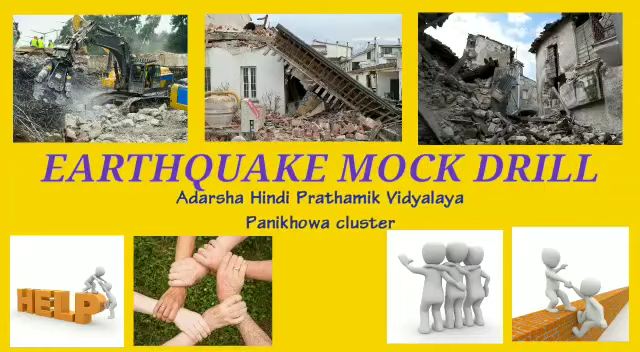 EARTHQUAKE MOCK DRILL
Adarsha Hindi Prathamik Vidyalaya
Panikhowa cluster
HELP